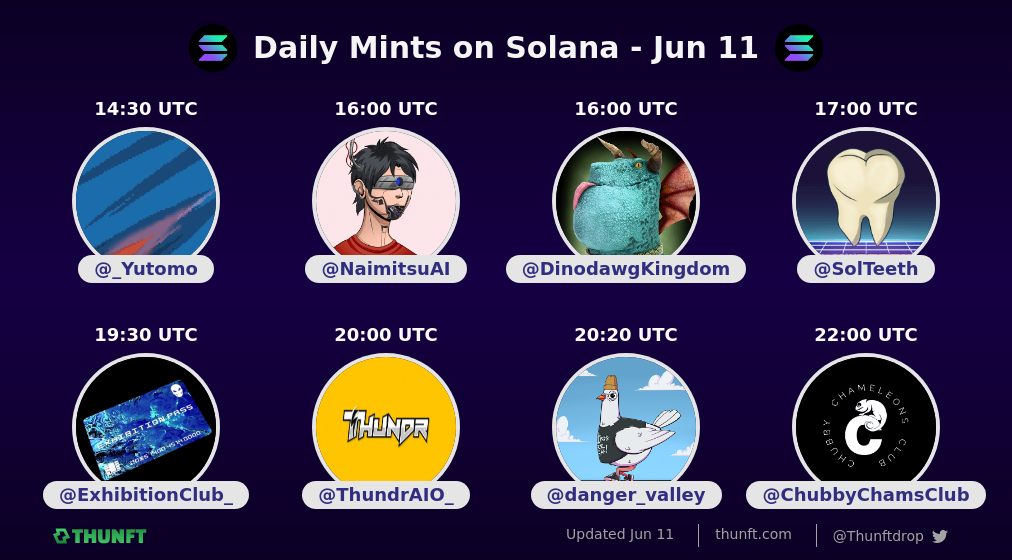 Daily Mints on Solana - Jun 11
14:30 UTC
16:00 UTC
16:00 UTC
17:00 UTC
@_Yutomo
@NaimitsuAI
@DinodawgKingdom
@SolTeeth
19:30 UTC
20:00 UTC
20:20 UTC
22:00 UTC
EXHIBITION PASS
THUNDR
CHUBBY CHAMELEONS CLUB
@ExhibitionClub_
@ThundrAIO_
@danger_valley
@ChubbyChamsClub
THUNFT
Updated Jun 11
thunft.com
@Thunftdrop